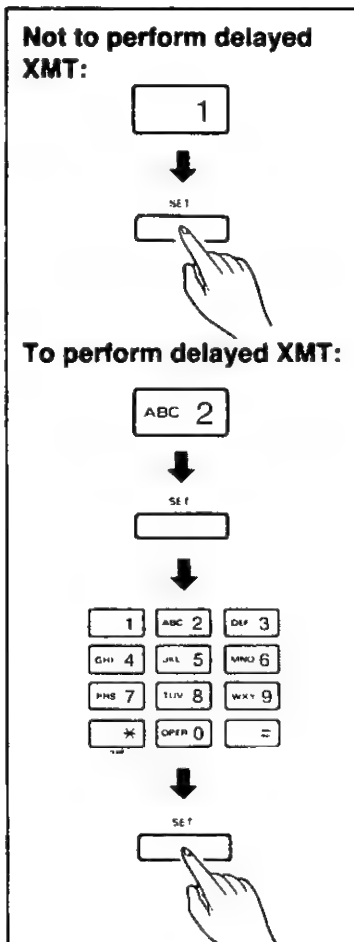 Not to perform delayed
XMT:
1
SET
To perform delayed XMT:
ABC 2
SET
1 ABC 2 DEF 3
GHI 4 JKL 5 MNO 6
PRS 7 TUV 8 WXY 9
* OPER 0 =
SET